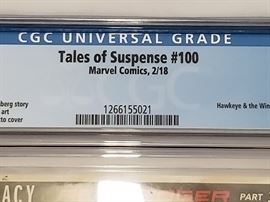 CGC UNIVERSAL GRADE
Tales of Suspense #100
Marvel Comics, 2/18
berg story
art
to cover
1266155021
Hawkeye & the Win
CGC
ACY
PART